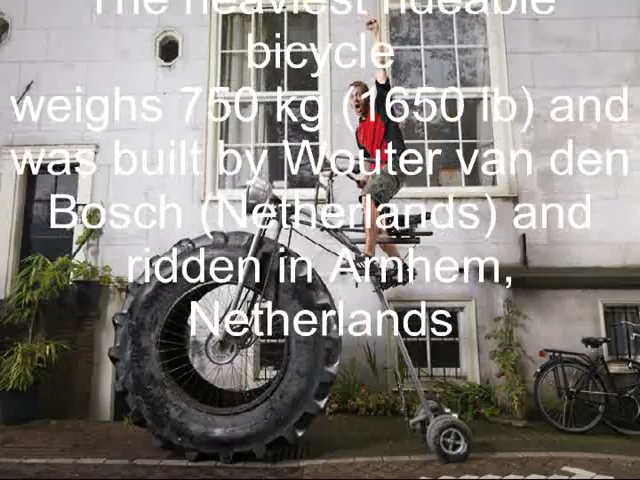 The heaviest rideable
bicycle
weighs 750 kg (1650 lb) and
was built by Wouter van den
Bosch (Netherlands) and
ridden in Arnhem,
Netherlands